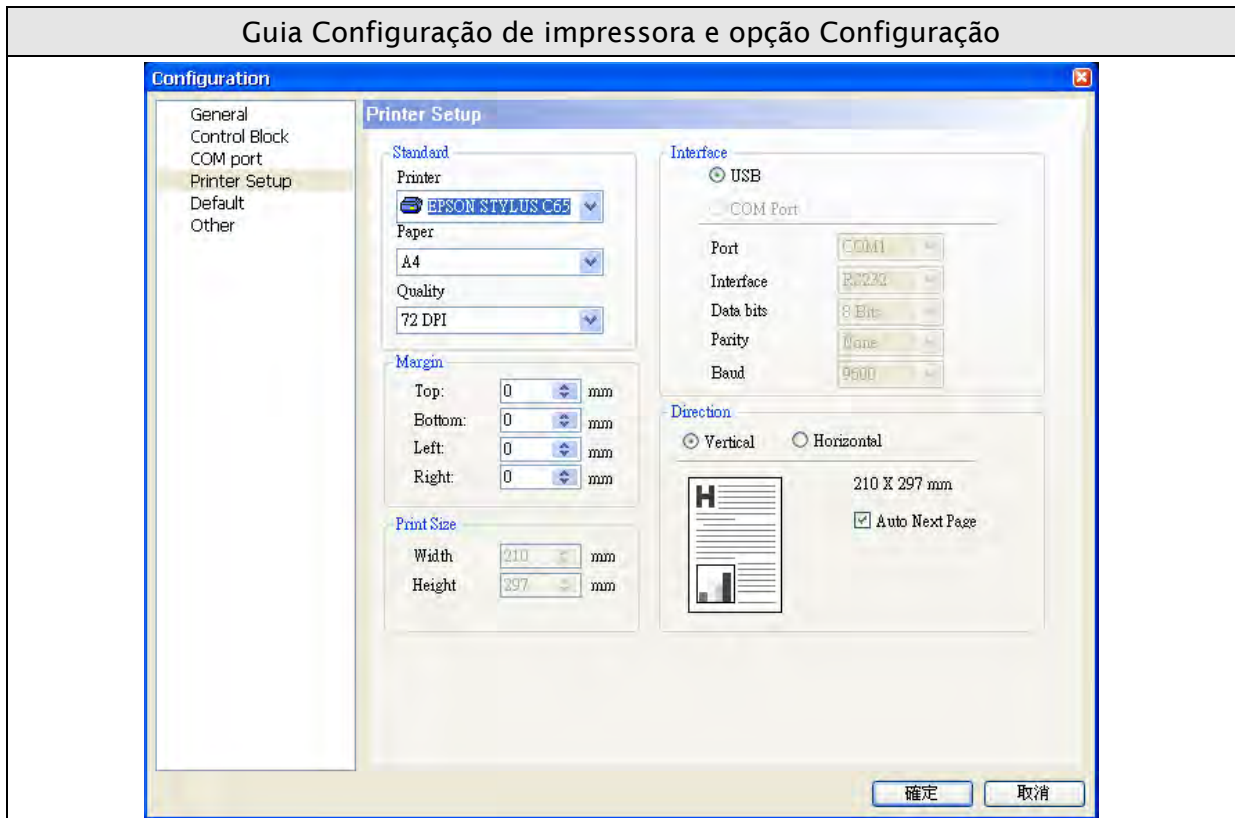 Guia Configuração de impressora e opção Configuração
Configuration
General
Control Block
COM port
Printer Setup
Default
Other
Printer Setup
Standard
Printer
EPSON STYLUS C65
Paper
A4
Quality
72 DPI
Margin
Top: 0 mm
Bottom: 0 mm
Left: 0 mm
Right: 0 mm
Print Size
Width 210 mm
Height 297 mm
Interface
USB
COM Port
Port COM1
Interface RS232
Data bits 8 Bits
Parity None
Baud 9600
Direction
Vertical Horizontal
H
210 X 297 mm
Auto Next Page
確定 取消